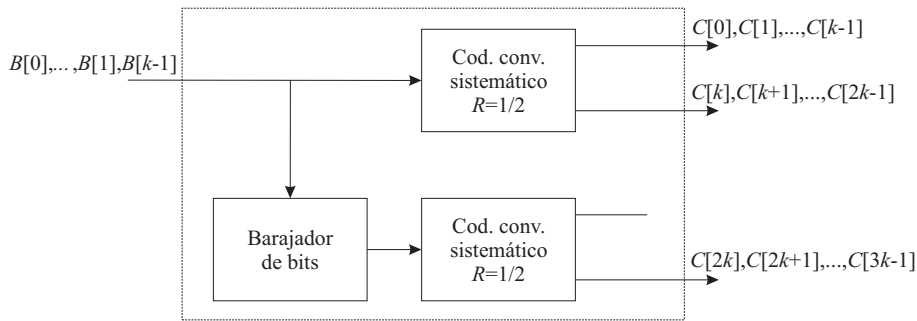 C[0],C[1],...,C[k-1]
B[0],... ,B[1],B[k-1]
Cod. conv.
sistemático
R=1/2
C[k],C[k+1],...,C[2k-1]
Barajador
de bits
Cod. conv.
sistemático
R=1/2
C[2k],C[2k+1],...,C[3k-1]